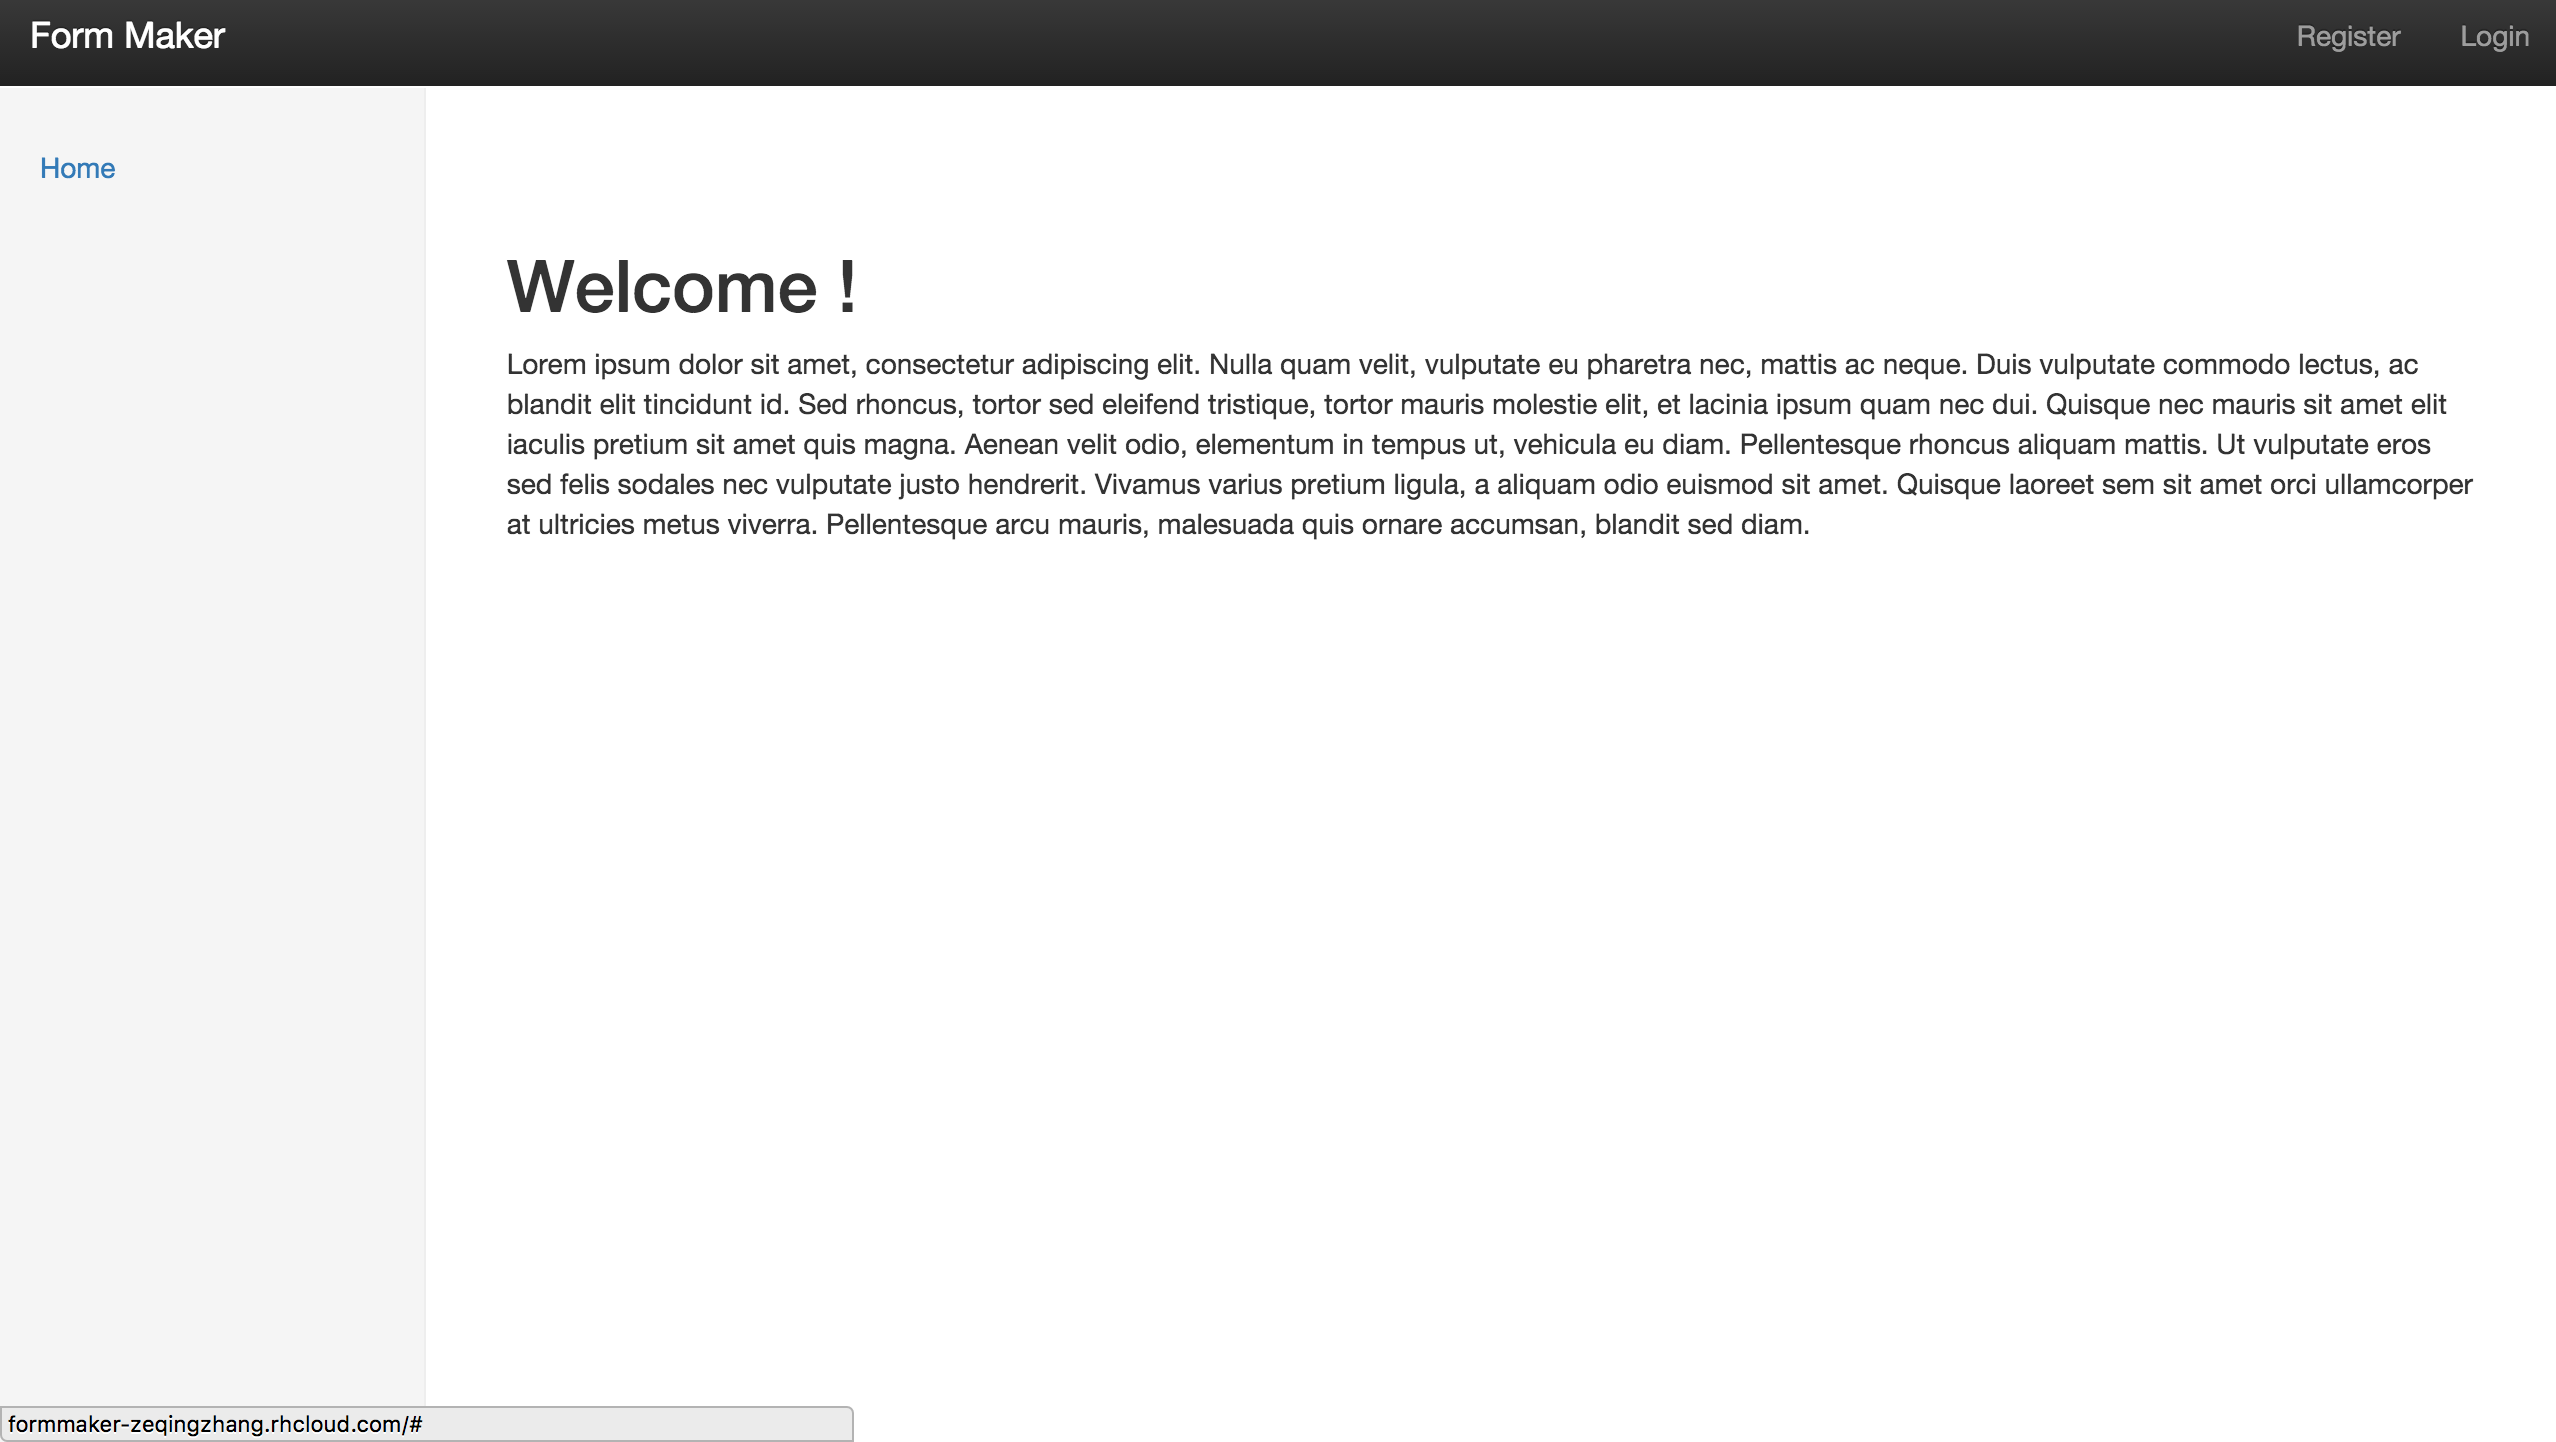 Form Maker
Register
Login
Home
Welcome !
Lorem ipsum dolor sit amet, consectetur adipiscing elit. Nulla quam velit, vulputate eu pharetra nec, mattis ac neque. Duis vulputate commodo lectus, ac
blandit elit tincidunt id. Sed rhoncus, tortor sed eleifend tristique, tortor mauris molestie elit, et lacinia ipsum quam nec dui. Quisque nec mauris sit amet elit
iaculis pretium sit amet quis magna. Aenean velit odio, elementum in tempus ut, vehicula eu diam. Pellentesque rhoncus aliquam mattis. Ut vulputate eros
sed felis sodales nec vulputate justo hendrerit. Vivamus varius pretium ligula, a aliquam odio euismod sit amet. Quisque laoreet sem sit amet orci ullamcorper
at ultricies metus viverra. Pellentesque arcu mauris, malesuada quis ornare accumsan, blandit sed diam.
formmaker-zeqingzhang.rhcloud.com/#